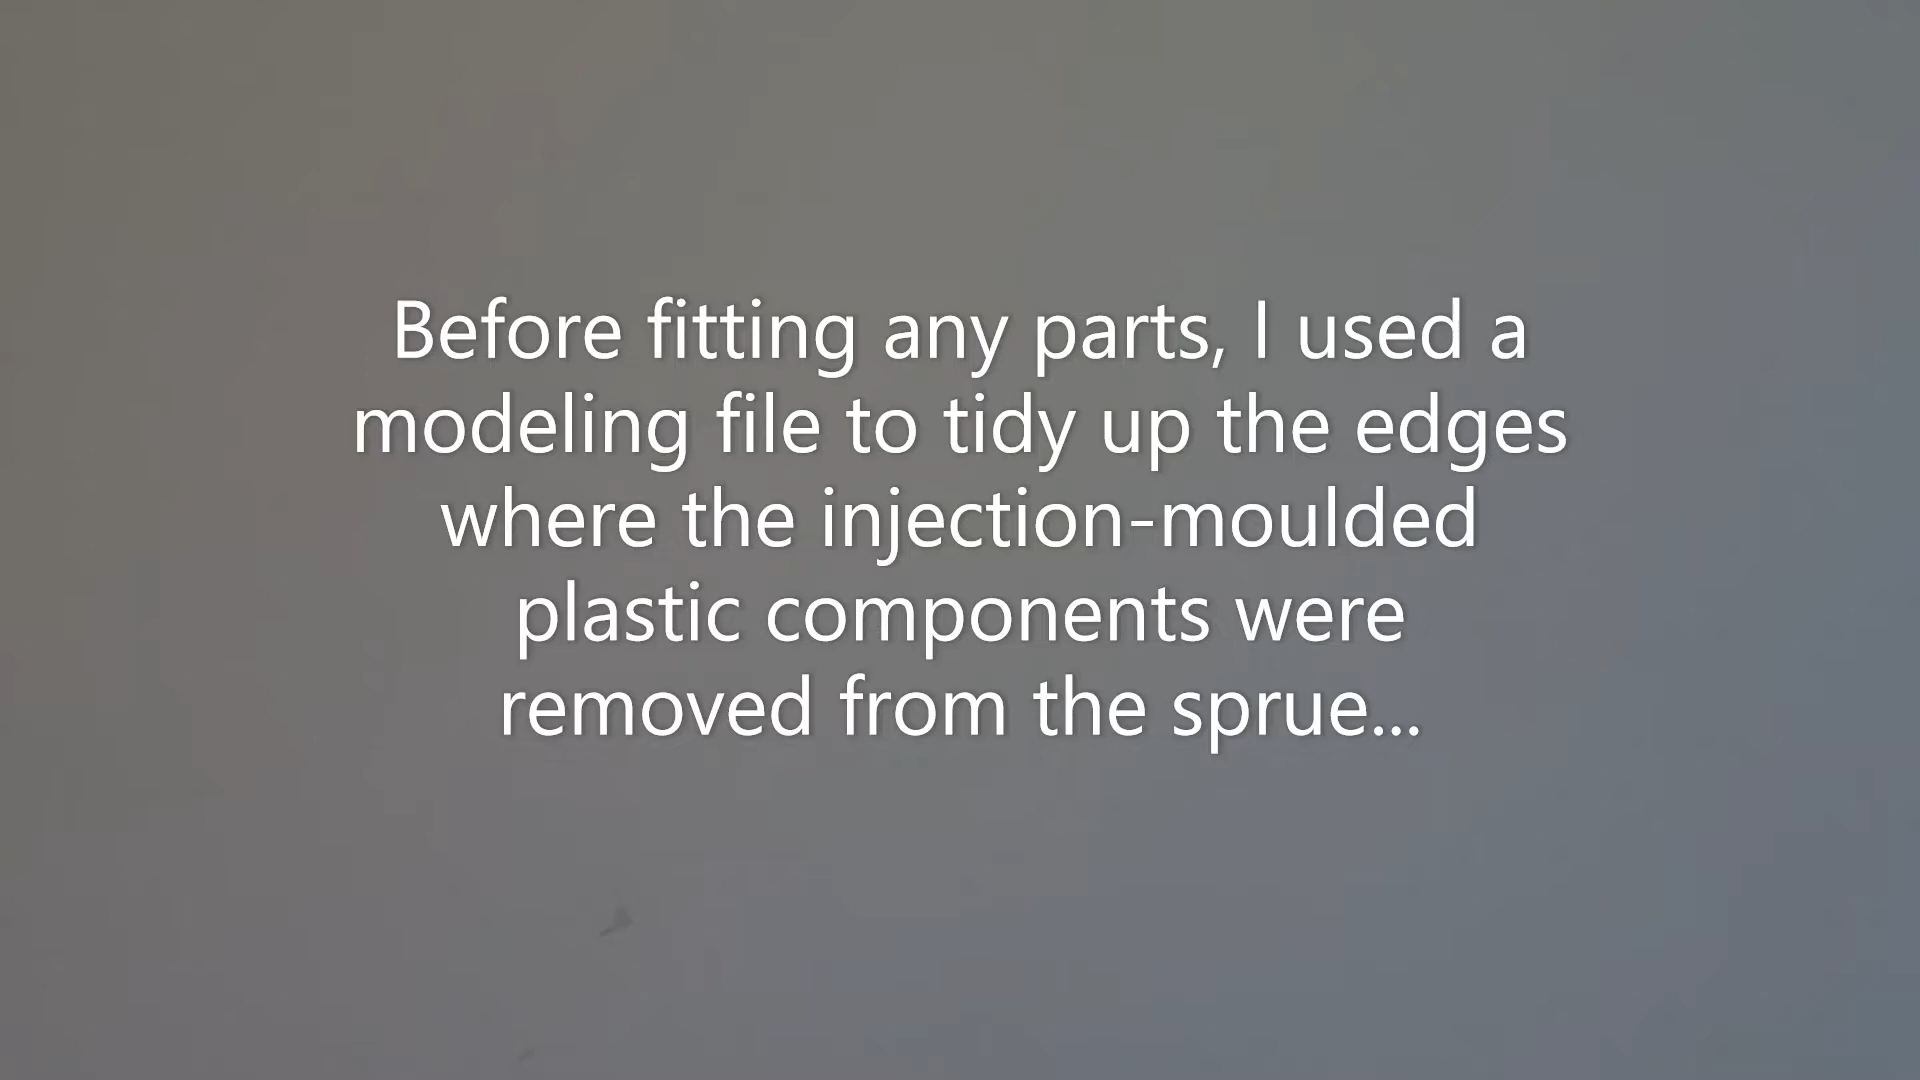 Before fitting any parts, I used a
modeling file to tidy up the edges
where the injection-moulded
plastic components were
removed from the sprue...